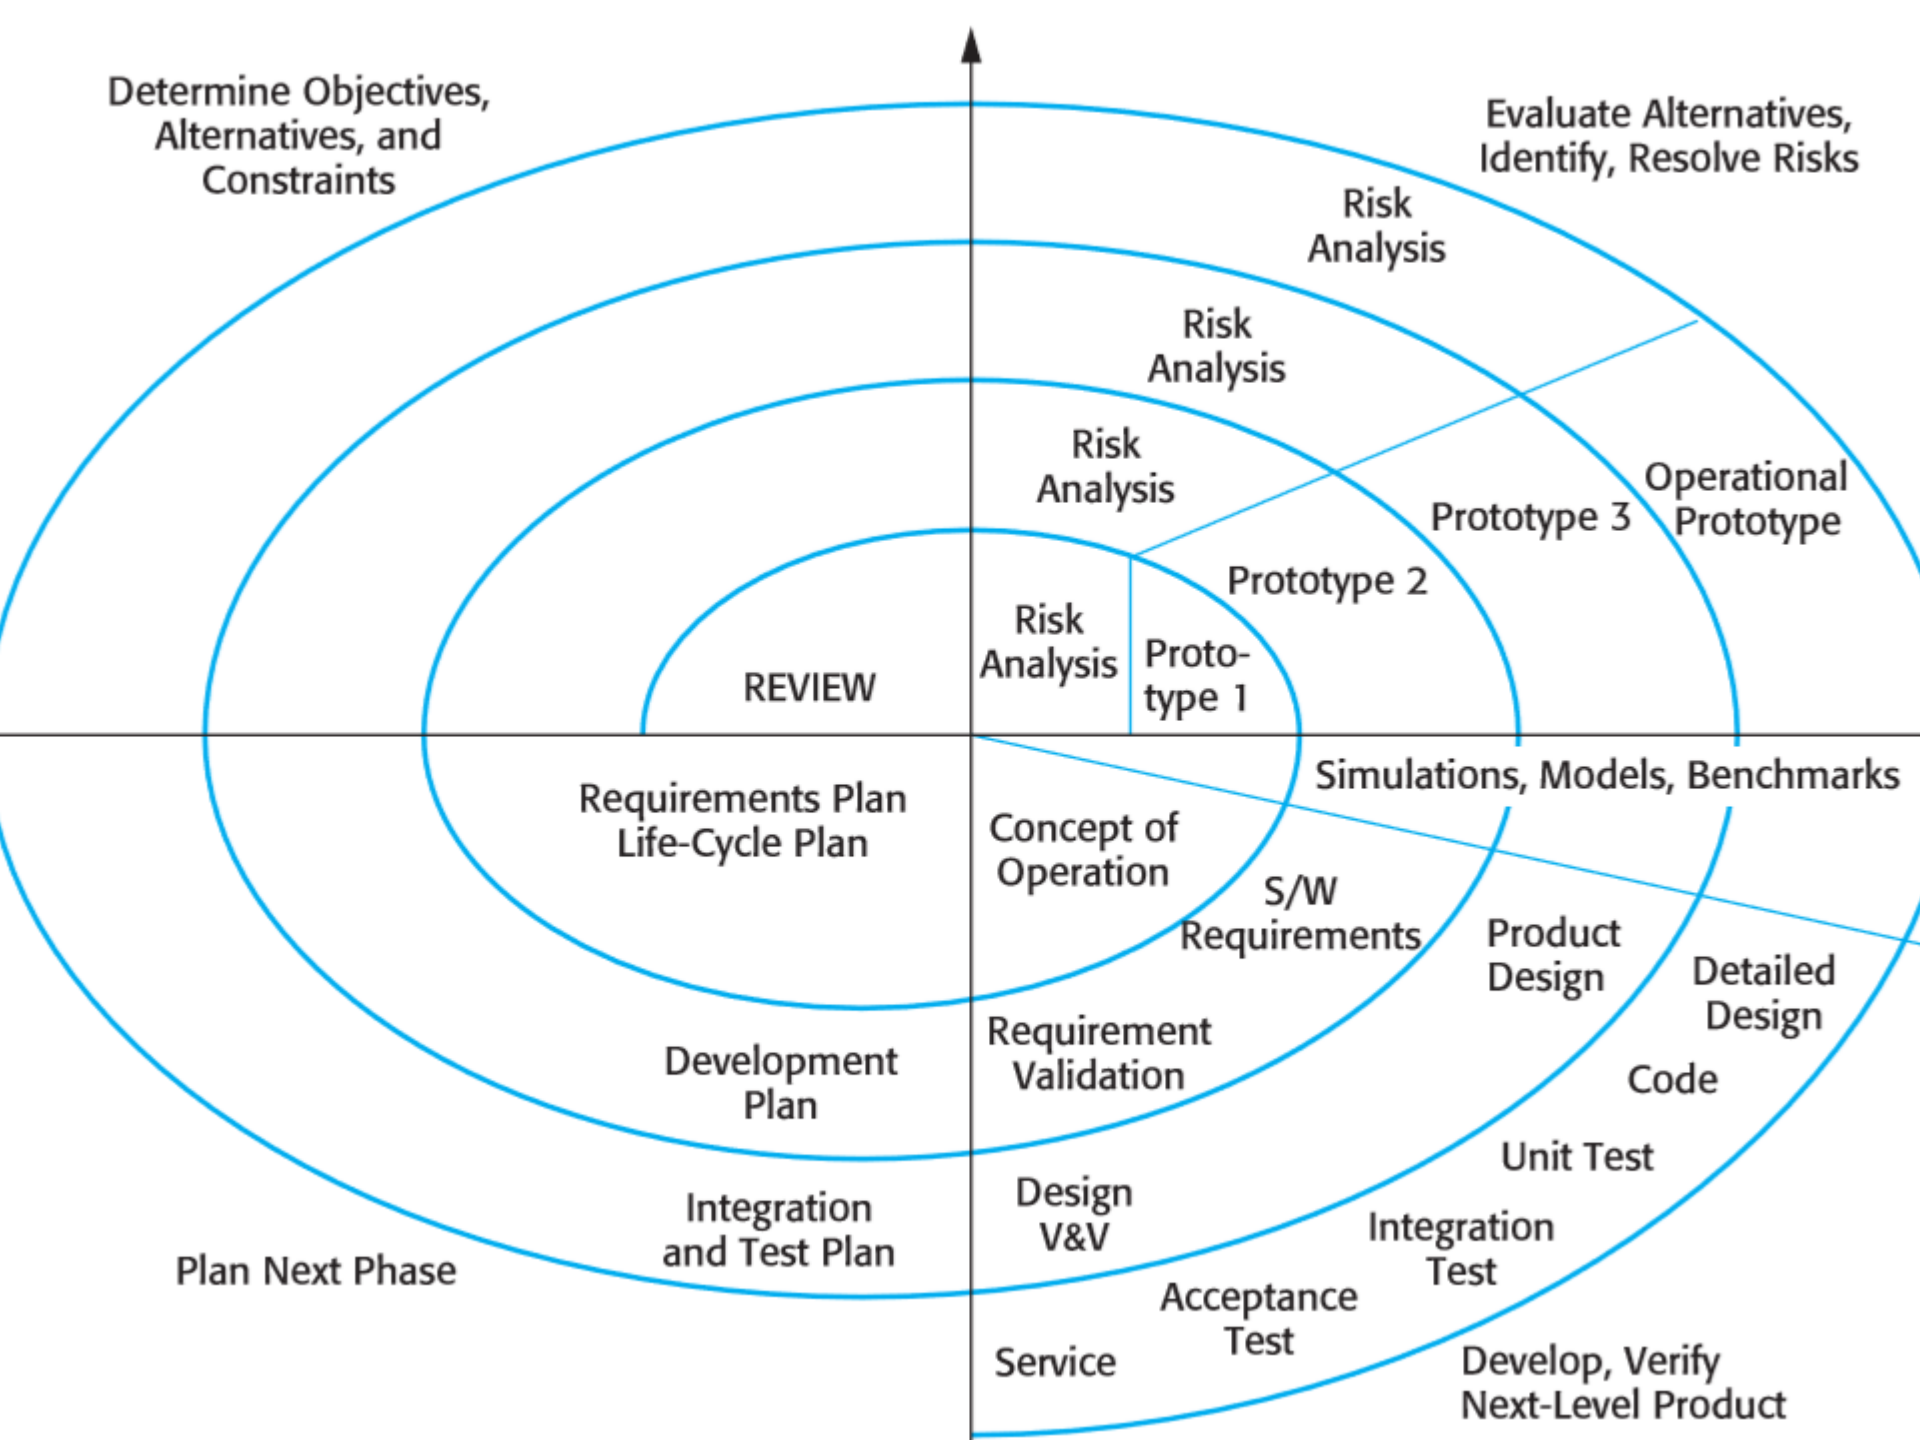 Determine Objectives,
Alternatives, and
Constraints
Evaluate Alternatives,
Identify, Resolve Risks
Risk
Analysis
Risk
Analysis
Risk
Analysis
Operational
Prototype
Prototype 3
Prototype 2
Risk
Analysis
Proto-
type 1
REVIEW
Simulations, Models, Benchmarks
Requirements Plan
Life-Cycle Plan
Concept of
Operation
S/W
Requirements
Product
Design
Detailed
Design
Requirement
Validation
Development
Plan
Code
Unit Test
Design
V&V
Integration
and Test Plan
Integration
Test
Plan Next Phase
Acceptance
Test
Service
Develop, Verify
Next-Level Product